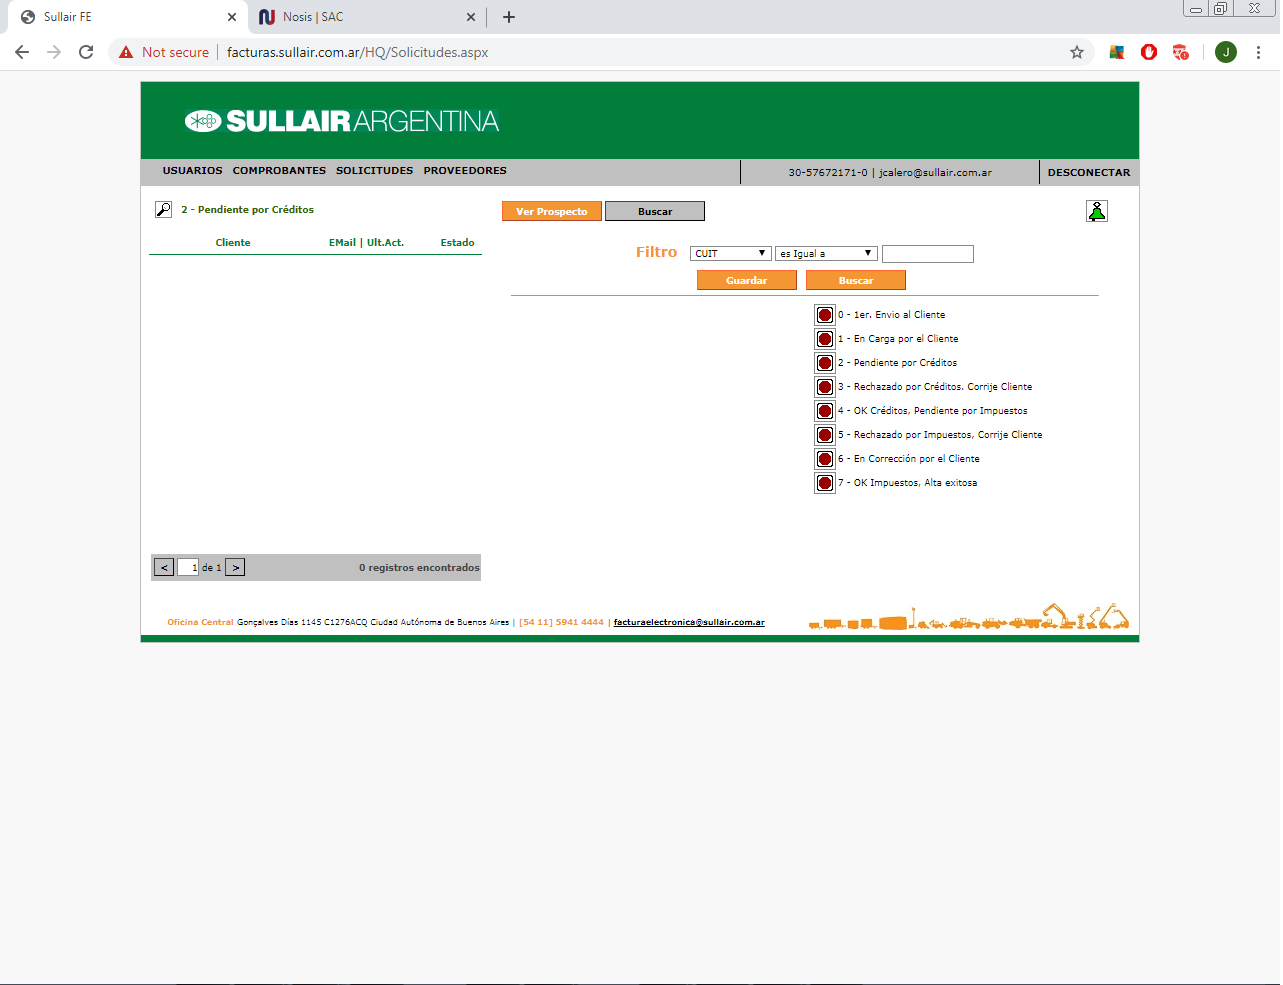 Sullair FE
Nosis | SAC
Not secure
facturas.sullair.com.ar/HQ/Solicitudes.aspx
J
SULLAIR ARGENTINA
USUARIOS COMPROBANTES SOLICITUDES PROVEEDORES
30-57672171-0 | jcalero@sullair.com.ar
DESCONECTAR
2 - Pendiente por Créditos
Ver Prospecto
Buscar
Cliente
EMail | Ult.Act.
Estado
Filtro
CUIT
es Igual a
Guardar
Buscar
0 - 1er. Envio al Cliente
1 - En Carga por el Cliente
2 - Pendiente por Créditos
3 - Rechazado por Créditos. Corrije Cliente
4 - OK Créditos, Pendiente por Impuestos
5 - Rechazado por Impuestos, Corrije Cliente
6 - En Corrección por el Cliente
7 - OK Impuestos, Alta exitosa
< 1 de 1 >
0 registros encontrados
Oficina Central Gonçalves Días 1145 C1276ACQ Ciudad Autónoma de Buenos Aires | [54 11] 5941 4444 | facturaelectronica@sullair.com.ar